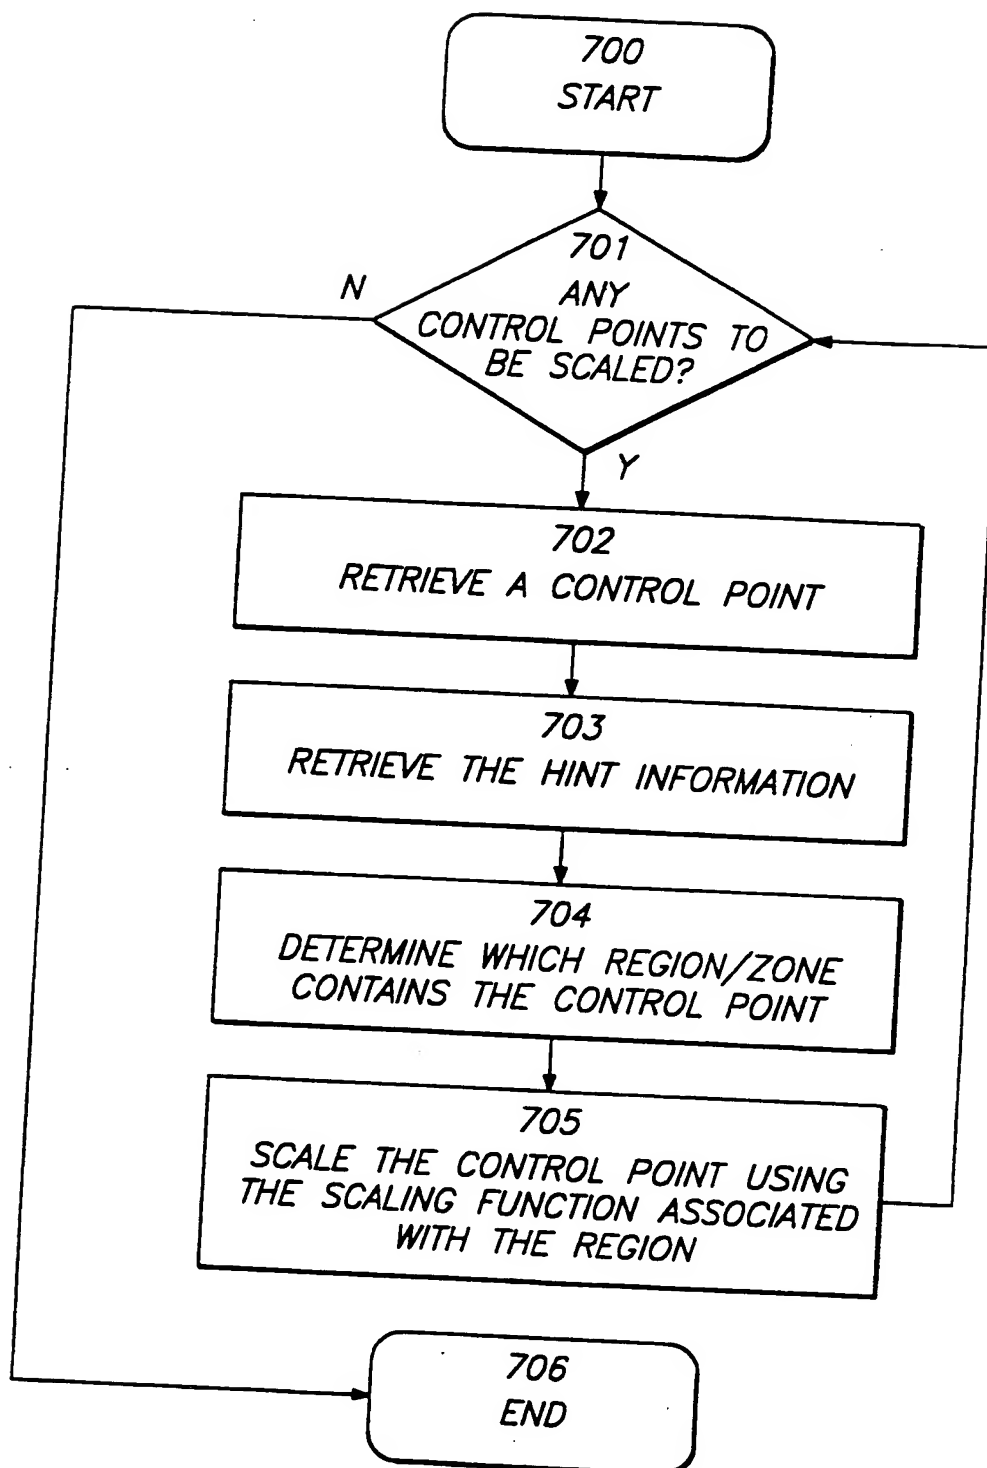 700
START
701
ANY
CONTROL POINTS TO
BE SCALED?
N
Y
702
RETRIEVE A CONTROL POINT
703
RETRIEVE THE HINT INFORMATION
704
DETERMINE WHICH REGION/ZONE
CONTAINS THE CONTROL POINT
705
SCALE THE CONTROL POINT USING
THE SCALING FUNCTION ASSOCIATED
WITH THE REGION
706
END